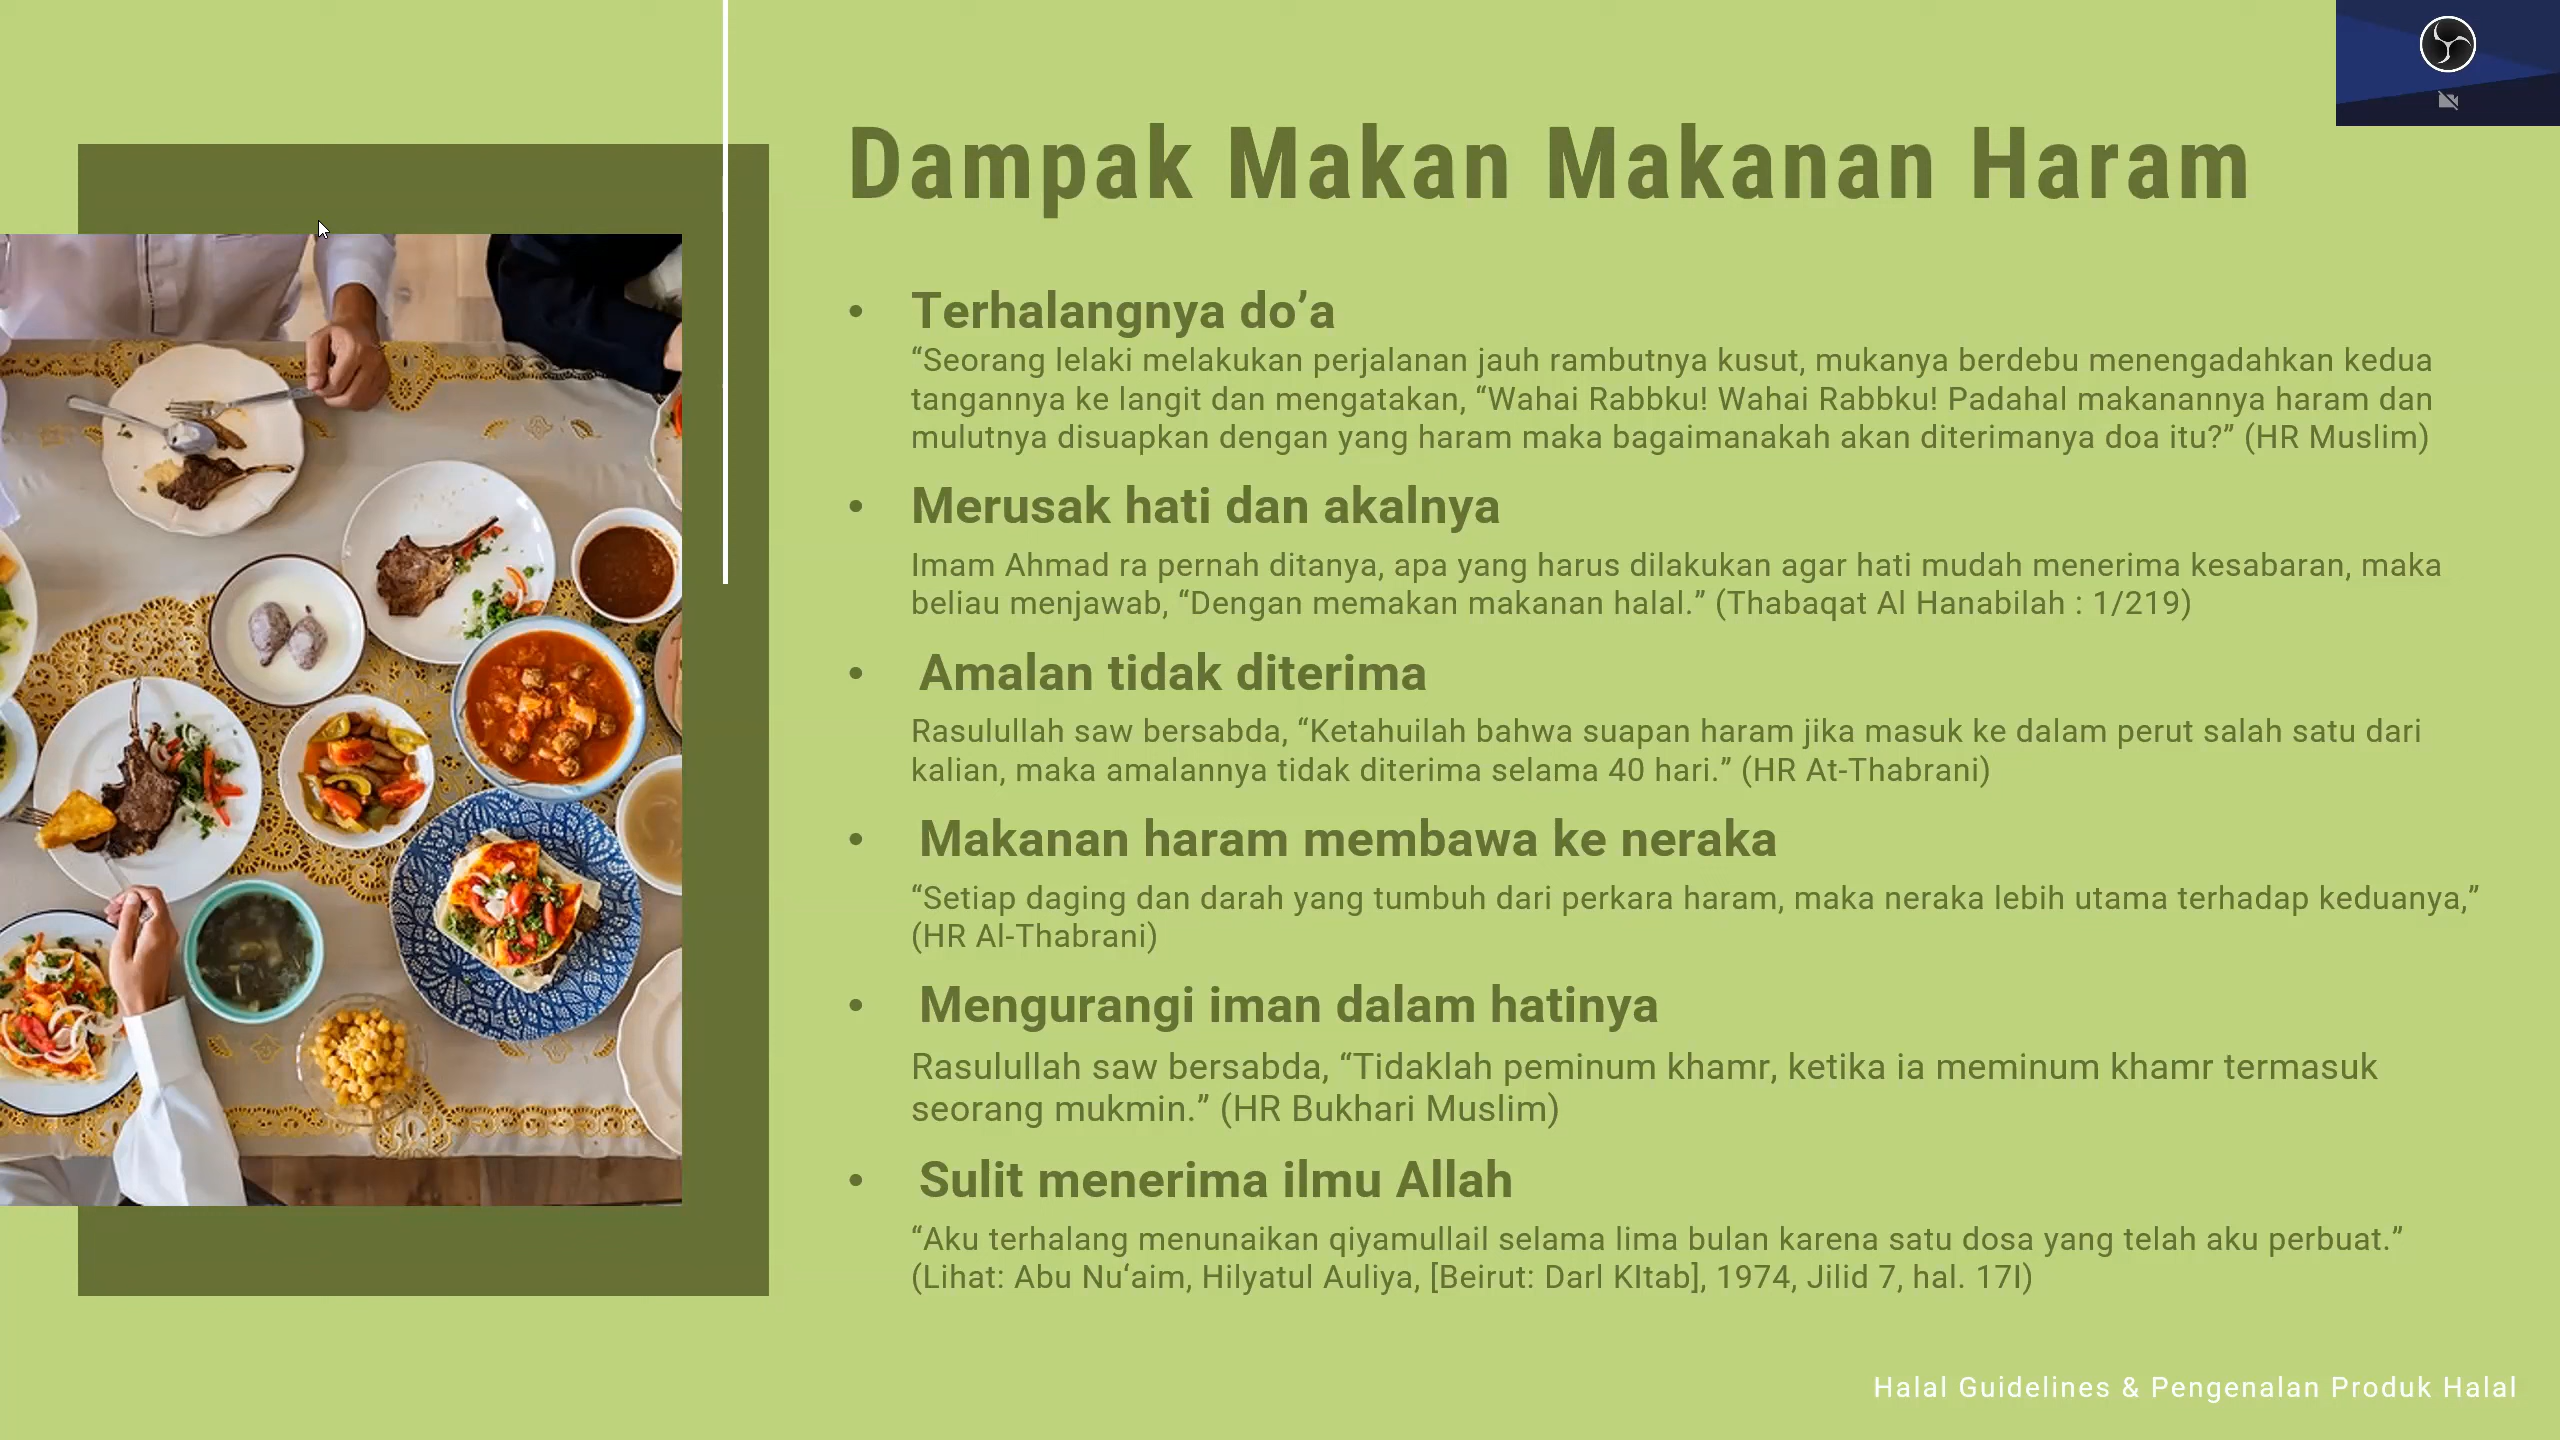 Dampak Makan Makanan Haram
• Terhalangnya do’a
“Seorang lelaki melakukan perjalanan jauh rambutnya kusut, mukanya berdebu menengadahkan kedua
tangannya ke langit dan mengatakan, “Wahai Rabbku! Wahai Rabbku! Padahal makanannya haram dan
mulutnya disuapkan dengan yang haram maka bagaimanakah akan diterimanya doa itu?” (HR Muslim)
• Merusak hati dan akalnya
Imam Ahmad ra pernah ditanya, apa yang harus dilakukan agar hati mudah menerima kesabaran, maka
beliau menjawab, “Dengan memakan makanan halal.” (Thabaqat Al Hanabilah : 1/219)
• Amalan tidak diterima
Rasulullah saw bersabda, “Ketahuilah bahwa suapan haram jika masuk ke dalam perut salah satu dari
kalian, maka amalannya tidak diterima selama 40 hari.” (HR At-Thabrani)
• Makanan haram membawa ke neraka
“Setiap daging dan darah yang tumbuh dari perkara haram, maka neraka lebih utama terhadap keduanya,”
(HR Al-Thabrani)
• Mengurangi iman dalam hatinya
Rasulullah saw bersabda, “Tidaklah peminum khamr, ketika ia meminum khamr termasuk
seorang mukmin.” (HR Bukhari Muslim)
• Sulit menerima ilmu Allah
“Aku terhalang menunaikan qiyamullail selama lima bulan karena satu dosa yang telah aku perbuat.”
(Lihat: Abu Nu‘aim, Hilyatul Auliya, [Beirut: Darl KItab], 1974, Jilid 7, hal. 17I)
Halal Guidelines & Pengenalan Produk Halal